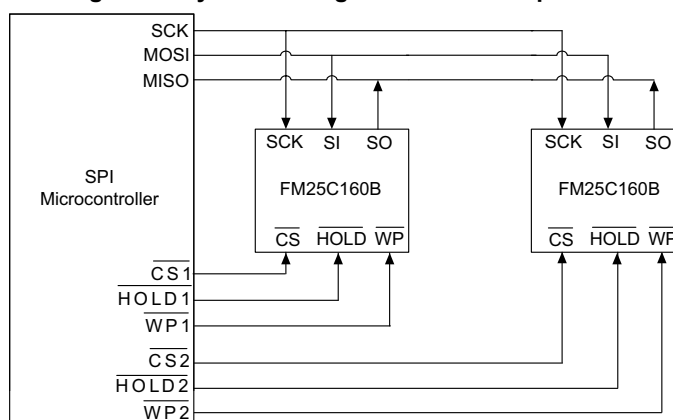 SCK
MOSI
MISO
SCK SI SO
SCK SI SO
SPI
Microcontroller
FM25C160B
FM25C160B
CS HOLD WP
CS HOLD WP
CS1
HOLD1
WP1
CS2
HOLD2
WP2